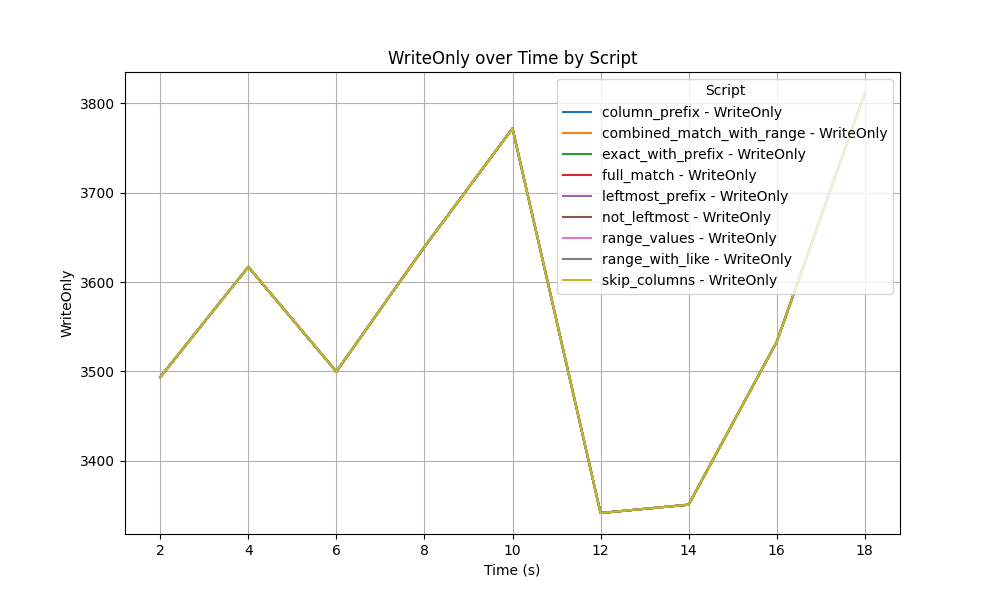 WriteOnly over Time by Script
Script
column_prefix - WriteOnly
combined_match_with_range - WriteOnly
exact_with_prefix - WriteOnly
full_match - WriteOnly
leftmost_prefix - WriteOnly
not_leftmost - WriteOnly
range_values - WriteOnly
range_with_like - WriteOnly
skip_columns - WriteOnly
WriteOnly
3800
3700
3600
3500
3400
2 4 6 8 10 12 14 16 18
Time (s)